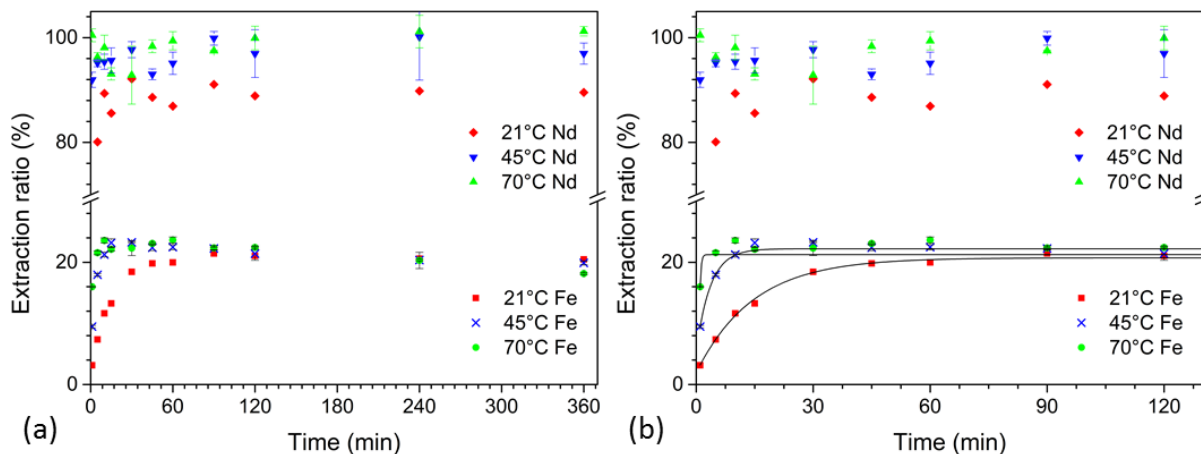 100
80
20
0
Extraction ratio (%)
21°C Nd
45°C Nd
70°C Nd
21°C Fe
45°C Fe
70°C Fe
0 60 120 180 240 300 360
Time (min)
(a)
100
80
20
0
Extraction ratio (%)
21°C Nd
45°C Nd
70°C Nd
21°C Fe
45°C Fe
70°C Fe
0 30 60 90 120
Time (min)
(b)